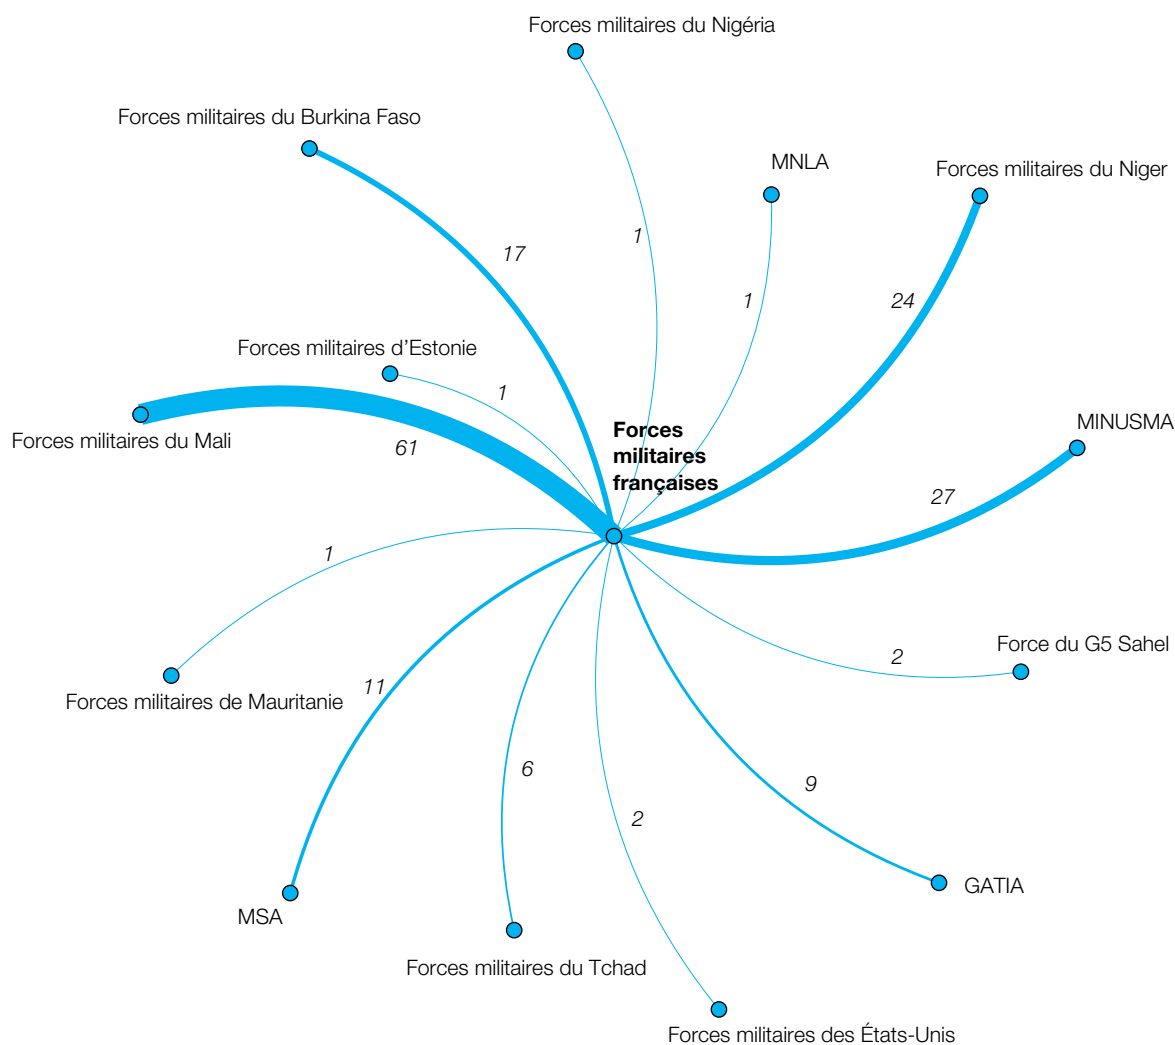 Forces militaires du Nigéria
Forces militaires du Burkina Faso
MNLA
Forces militaires du Niger
1
17
1
24
Forces militaires d'Estonie
1
Forces militaires du Mali
61
Forces
militaires
françaises
MINUSMA
27
1
Force du G5 Sahel
2
Forces militaires de Mauritanie
11
6
9
2
MSA
GATIA
Forces militaires du Tchad
Forces militaires des États-Unis